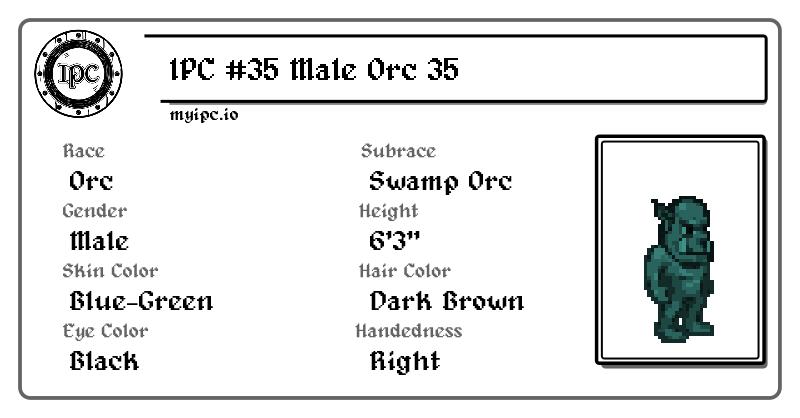 IPC
IPC #35 Male Orc 35
myipc.io
Race
Orc
Subrace
Swamp Orc
Gender
Male
Height
6'3"
Skin Color
Blue-Green
Hair Color
Dark Brown
Eye Color
Black
Handedness
Right